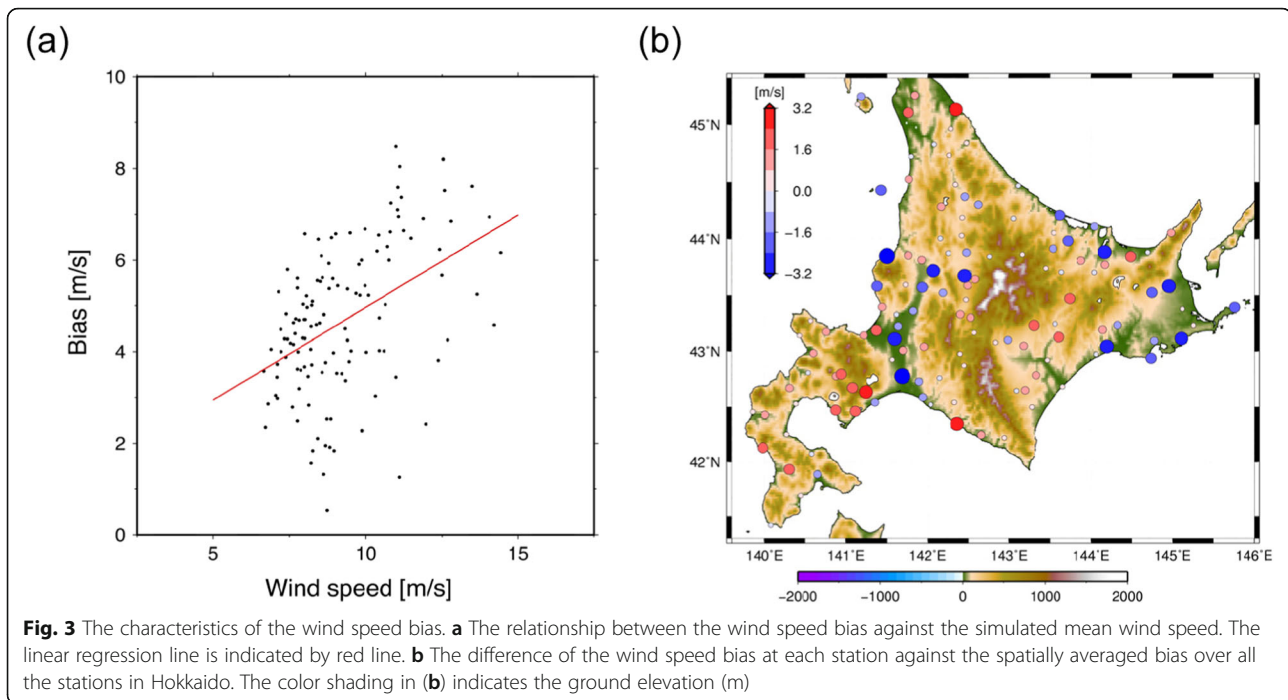 (a)
10
8
6
4
2
0
Bias [m/s]
5
10
15
Wind speed [m/s]
(b)
[m/s]
3.2
1.6
0.0
−1.6
−3.2
45°N
44°N
43°N
42°N
140°E 141°E 142°E 143°E 144°E 145°E 146°E
−2000 −1000 0 1000 2000
Fig. 3 The characteristics of the wind speed bias. a The relationship between the wind speed bias against the simulated mean wind speed. The
linear regression line is indicated by red line. b The difference of the wind speed bias at each station against the spatially averaged bias over all
the stations in Hokkaido. The color shading in (b) indicates the ground elevation (m)